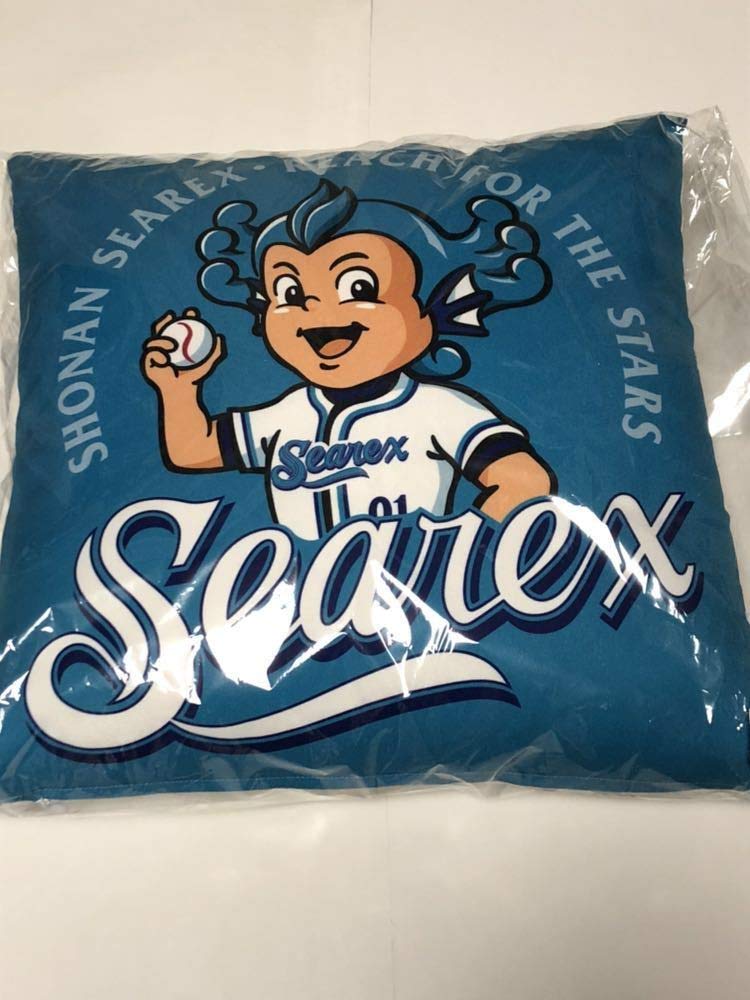 SHONAN SEAREX · REACH FOR THE STARS
Searex
01
Searex